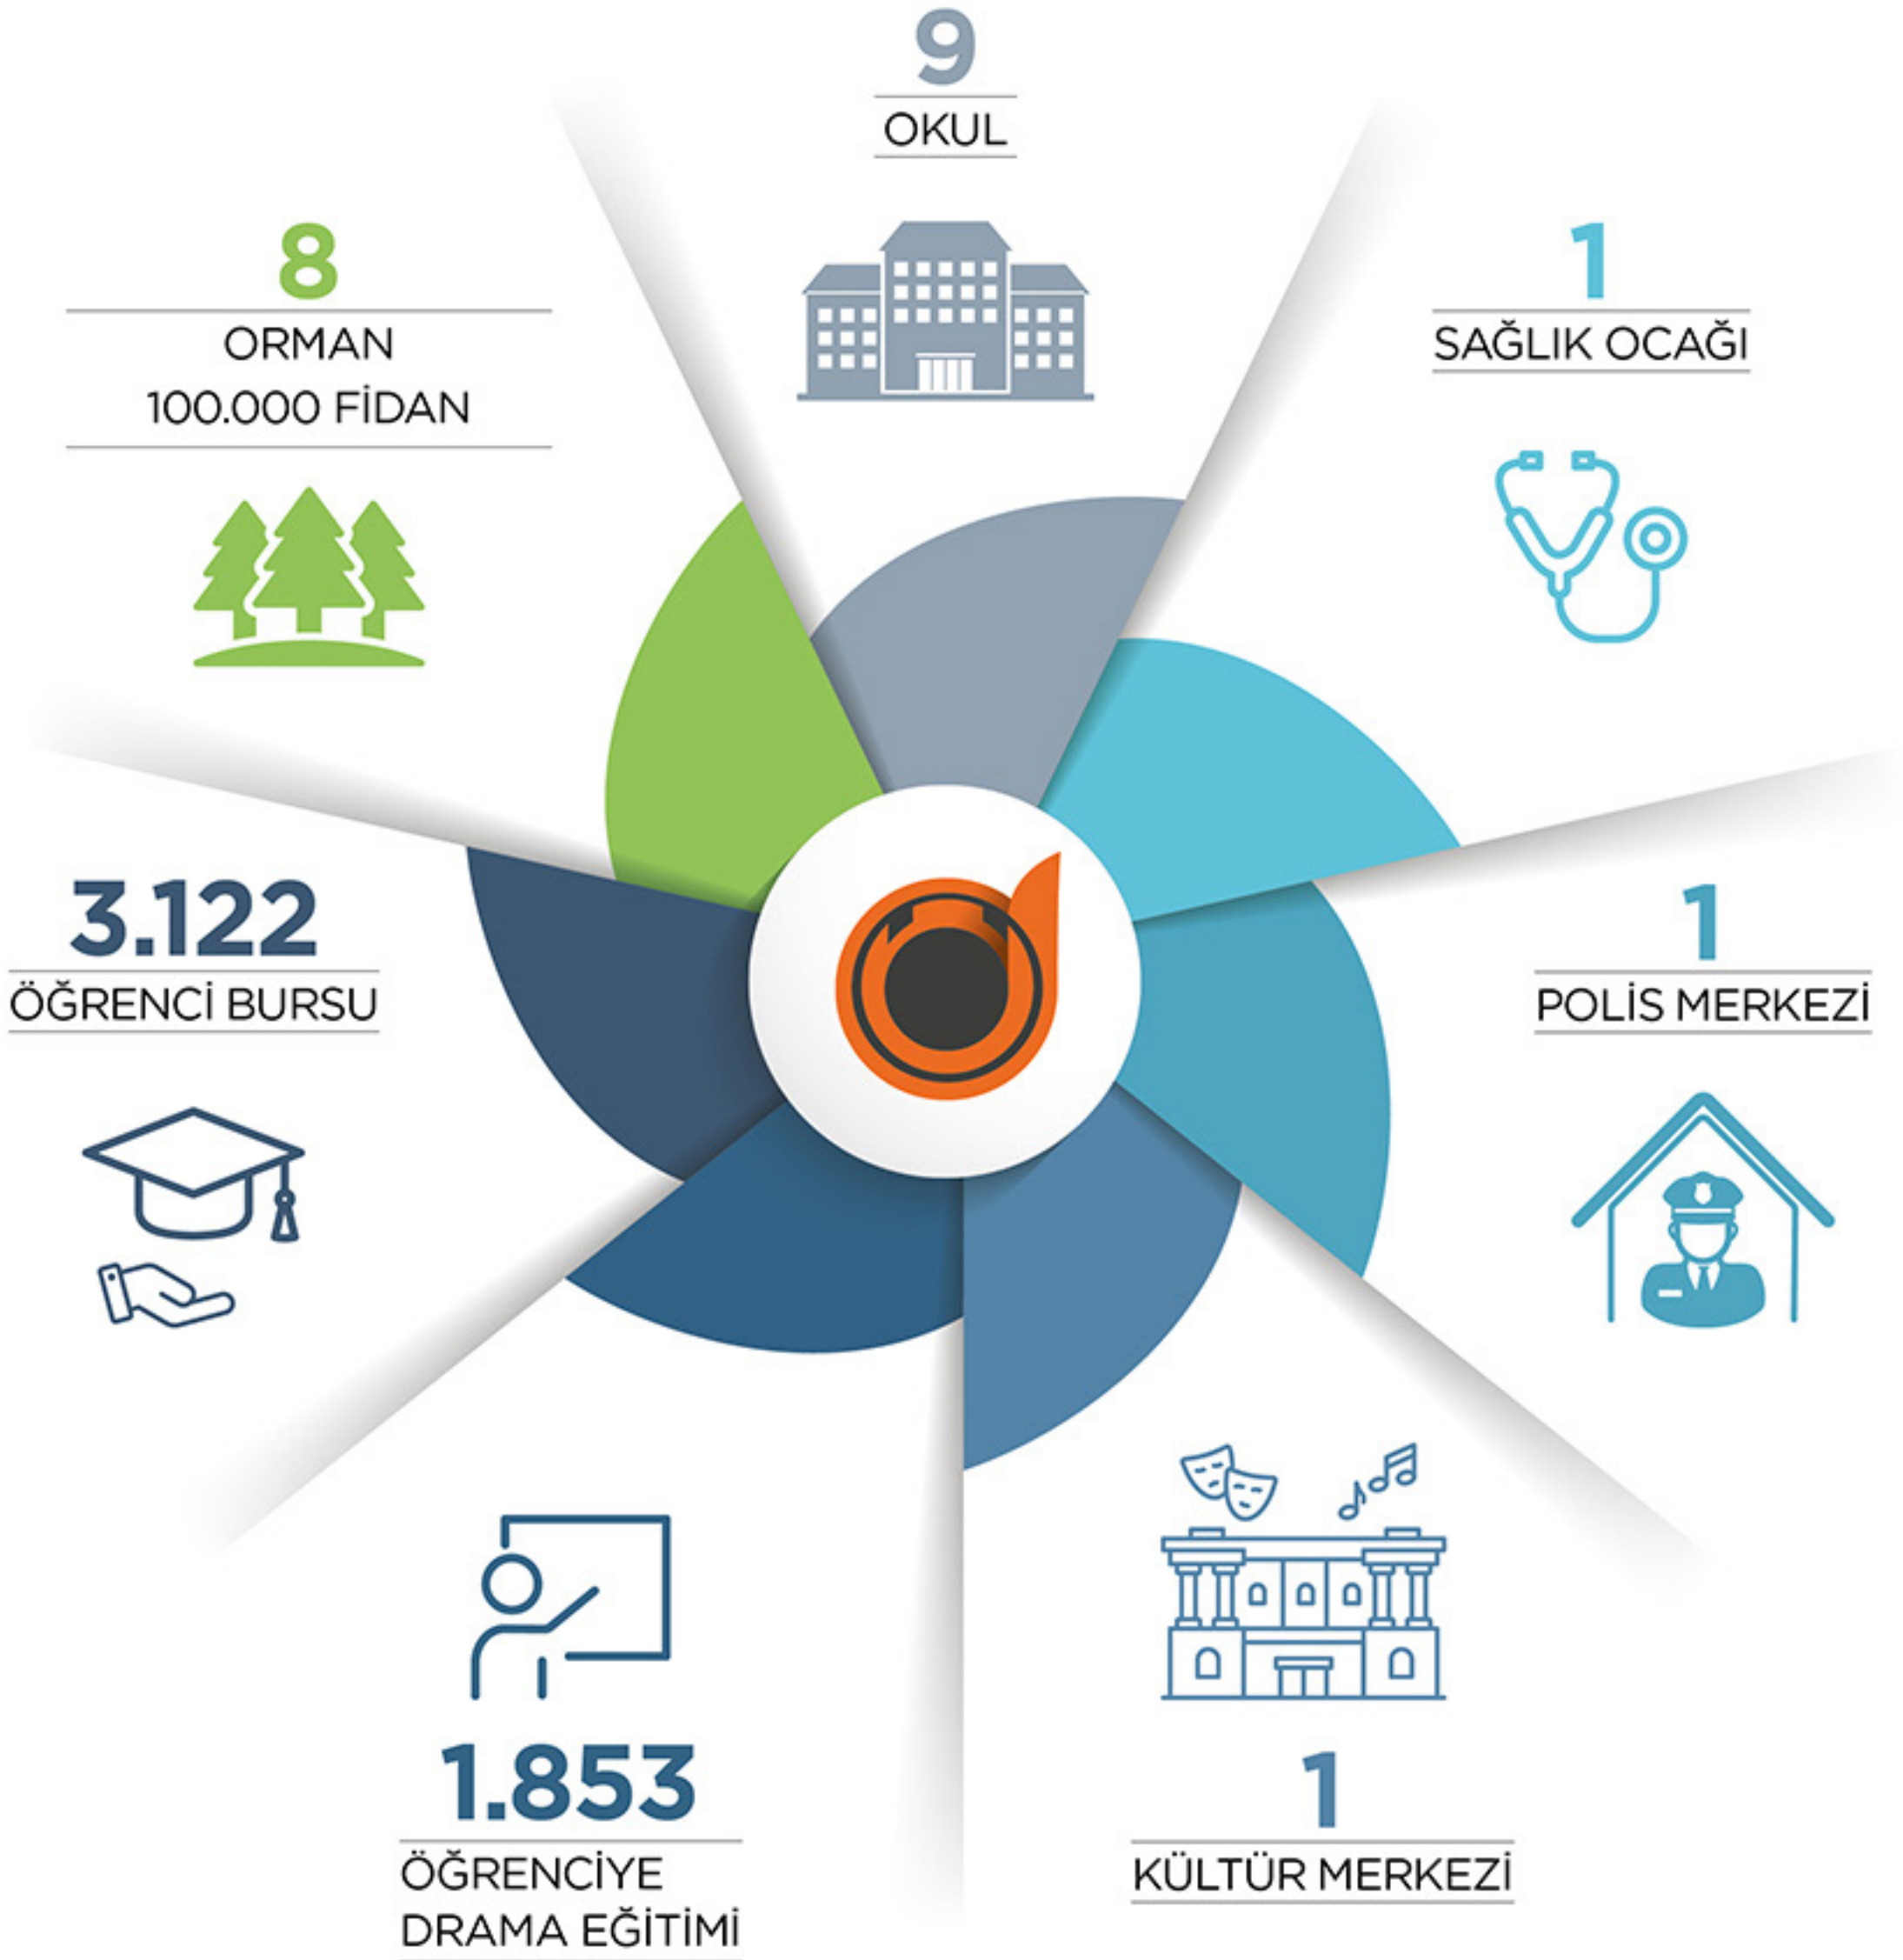 9
OKUL
8
ORMAN
100.000 FİDAN
1
SAĞLIK OCAĞI
3.122
ÖĞRENCİ BURSU
1
POLİS MERKEZİ
1.853
ÖĞRENCİYE
DRAMA EĞİTİMİ
1
KÜLTÜR MERKEZİ